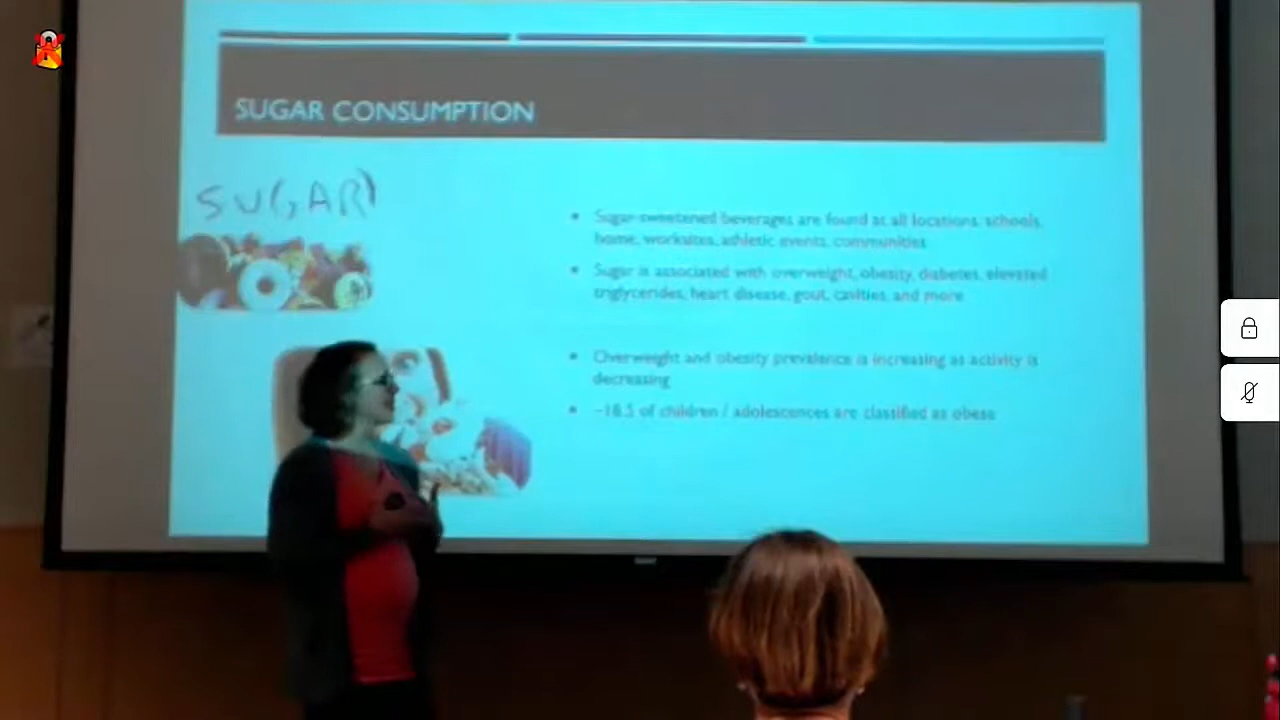 SUGAR CONSUMPTION
SUGAR
Sugar-sweetened beverages are found at all locations, schools,
home, worksites, athletic events, communities
Sugar is associated with overweight, obesity, diabetes, elevated
triglycerides, heart disease, gout, cavities, and more
Overweight and obesity prevalence is increasing as activity is
decreasing
~18.5 of children / adolescences are classified as obese